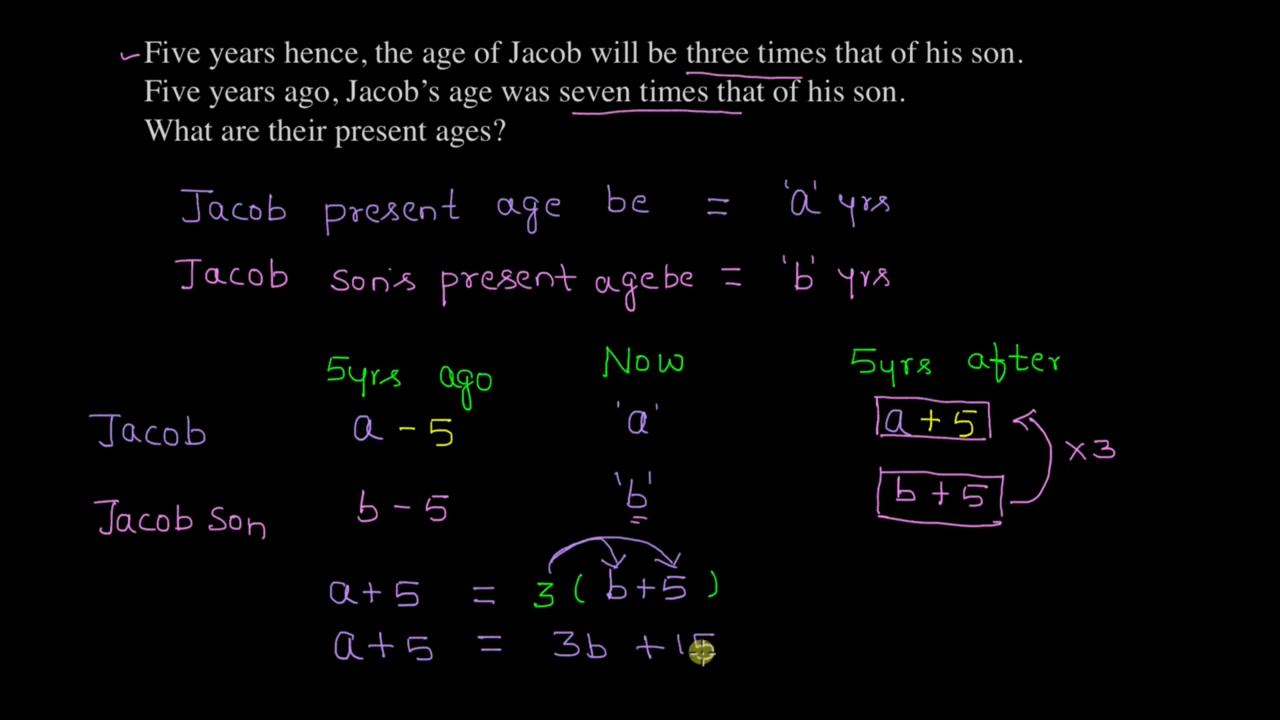 Five years hence, the age of Jacob will be three times that of his son.
Five years ago, Jacob's age was seven times that of his son.
What are their present ages?
Jacob present age be = 'a' yrs
Jacob son's present age be = 'b' yrs
5yrs ago Now 5yrs after
Jacob a - 5 'a' a + 5
×3
Jacob son b - 5 'b' b + 5
a + 5 = 3 ( b + 5 )
a + 5 = 3b + 15